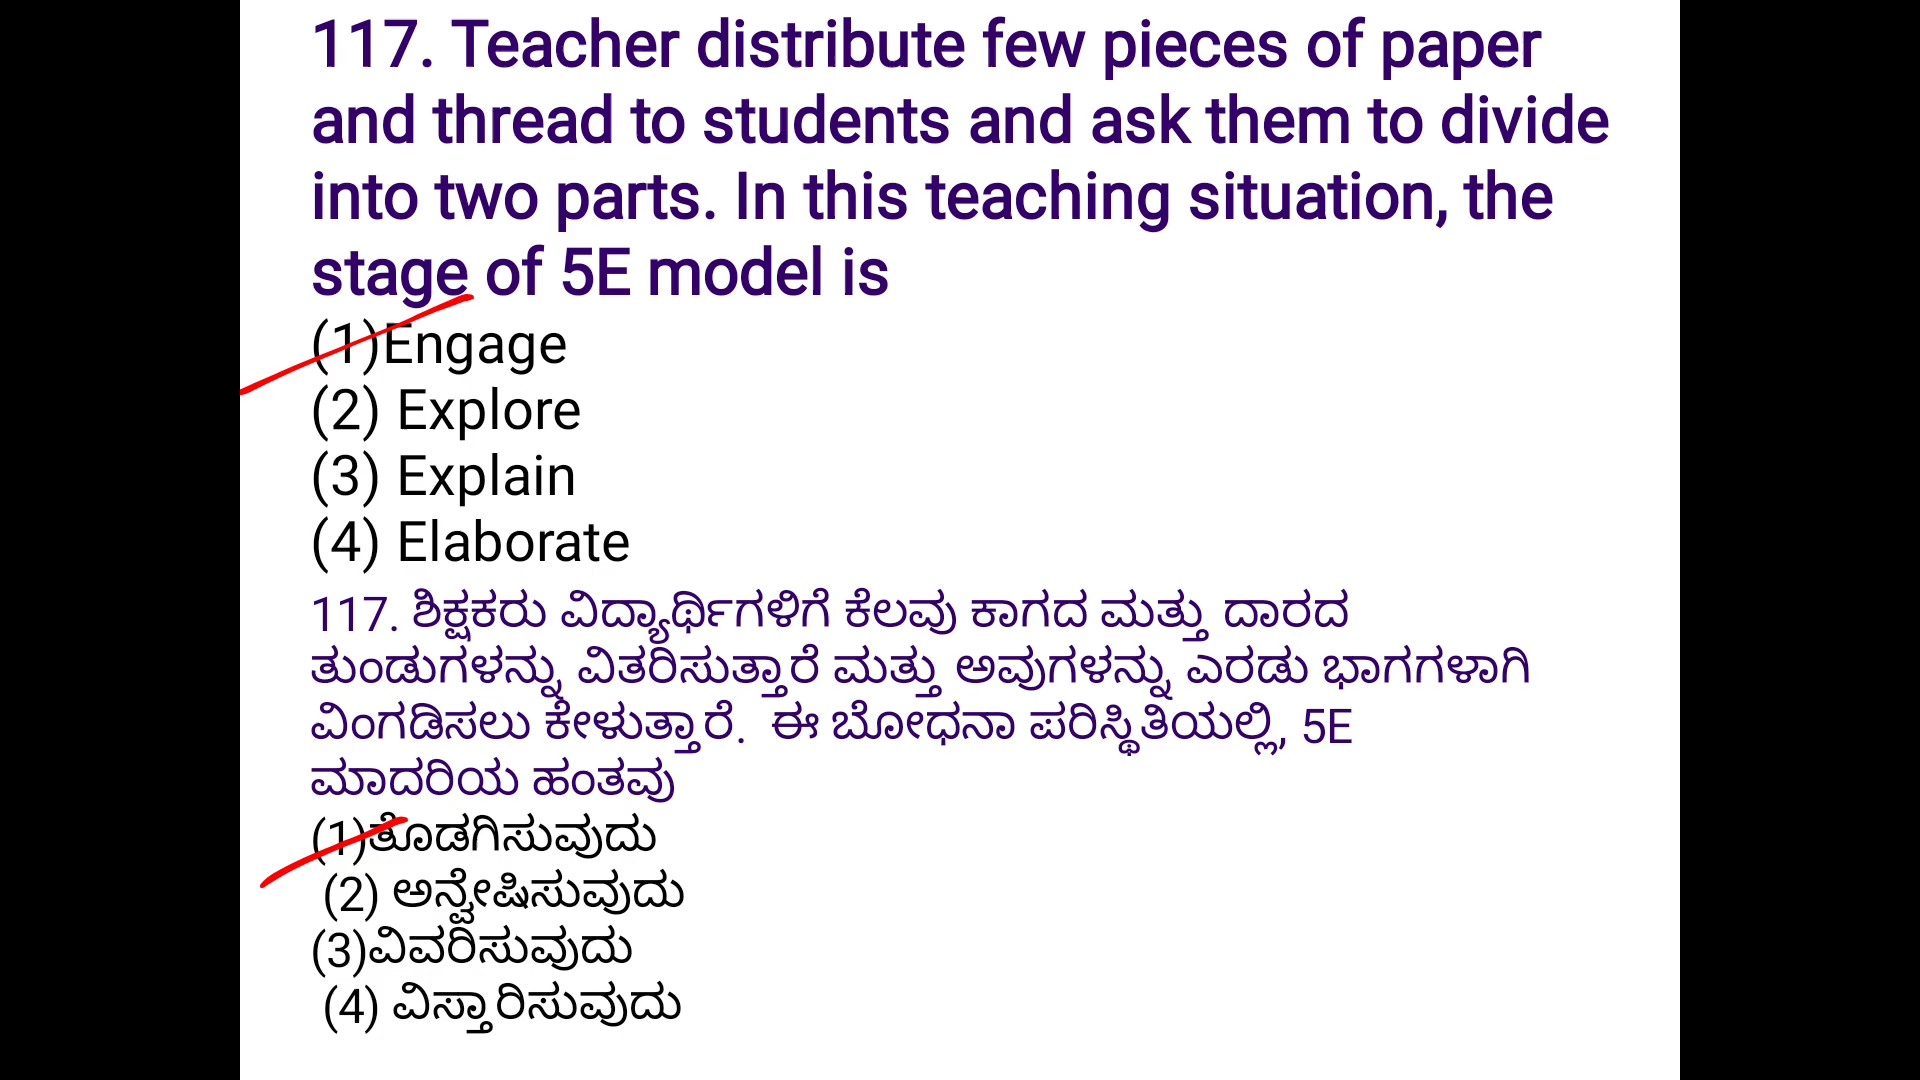 117. Teacher distribute few pieces of paper
and thread to students and ask them to divide
into two parts. In this teaching situation, the
stage of 5E model is
(1)Engage
(2) Explore
(3) Explain
(4) Elaborate
117. ಶಿಕ್ಷಕರು ವಿದ್ಯಾರ್ಥಿಗಳಿಗೆ ಕೆಲವು ಕಾಗದ ಮತ್ತು ದಾರದ
ತುಂಡುಗಳನ್ನು ವಿತರಿಸುತ್ತಾರೆ ಮತ್ತು ಅವುಗಳನ್ನು ಎರಡು ಭಾಗಗಳಾಗಿ
ವಿಂಗಡಿಸಲು ಕೇಳುತ್ತಾರೆ. ಈ ಬೋಧನಾ ಪರಿಸ್ಥಿತಿಯಲ್ಲಿ, 5E
ಮಾದರಿಯ ಹಂತವು
(1)ತೊಡಗಿಸುವುದು
(2) ಅನ್ವೇಷಿಸುವುದು
(3)ವಿವರಿಸುವುದು
(4) ವಿಸ್ತಾರಿಸುವುದು